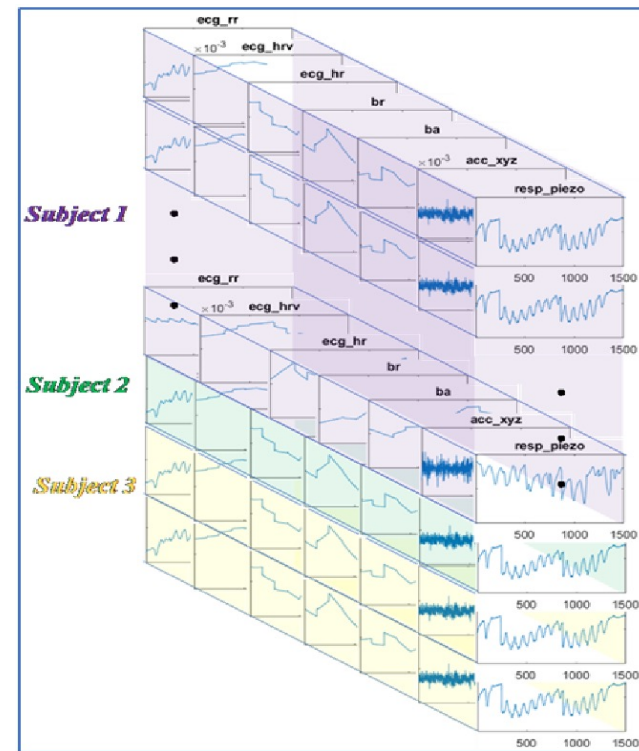 ecg_rr
×10⁻³
ecg_hrv
ecg_hr
br
ba
×10⁻³
acc_xyz
resp_piezo
Subject 1
500 1000 1500
500 1000 1500
ecg_rr
×10⁻³
ecg_hrv
ecg_hr
br
Subject 2
ba
acc_xyz
resp_piezo
Subject 3
500 1000 1500
500 1000 1500
500 1000 1500
500 1000 1500